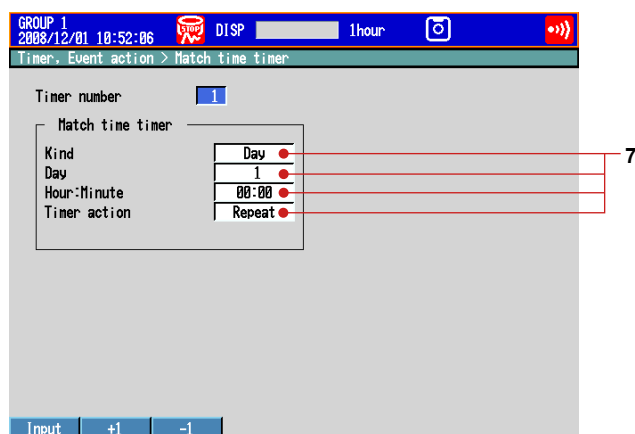 GROUP 1
2008/12/01 10:52:06 STOP DISP 1hour
Timer, Event action > Match time timer
Timer number 1
Match time timer
Kind Day 7
Day 1
Hour:Minute 00:00
Timer action Repeat
Input +1 -1